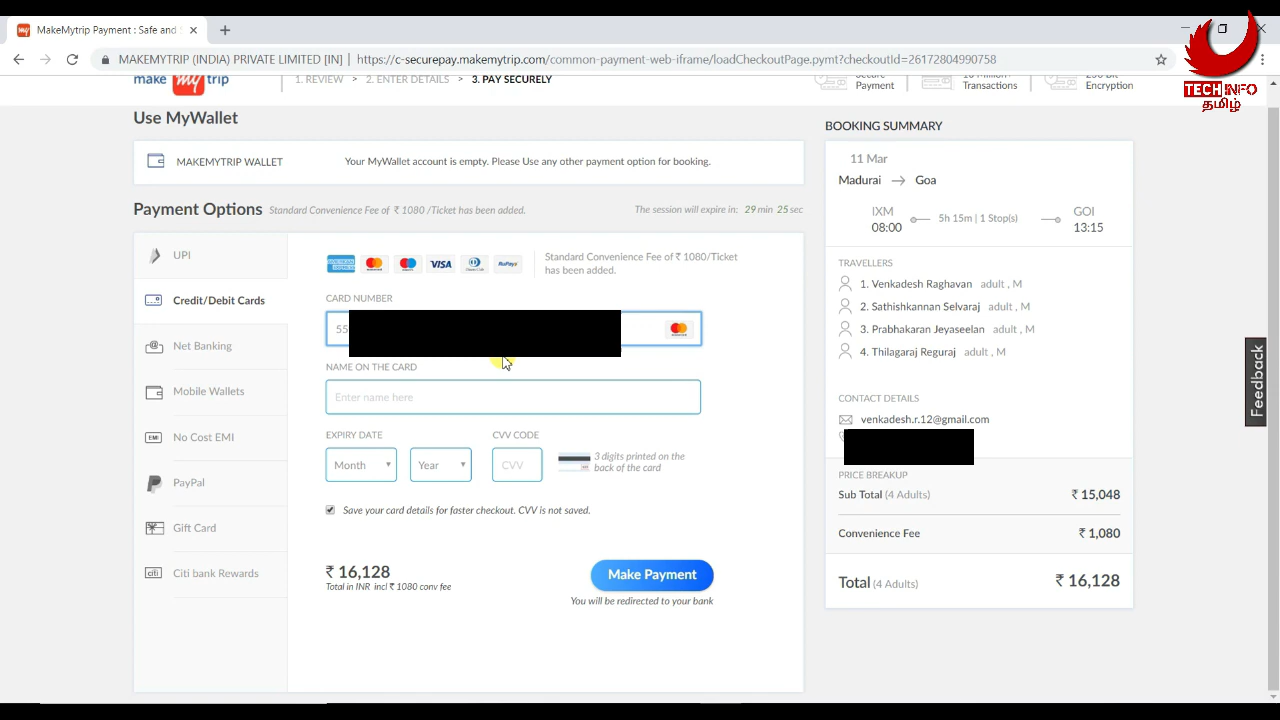 MakeMytrip Payment : Safe and
MAKEMYTRIP (INDIA) PRIVATE LIMITED [IN] | https://c-securepay.makemytrip.com/common-payment-web-iframe/loadCheckoutPage.pymt?checkoutId=26172804990758
TECH INFO
தமிழ்
make my trip
1. REVIEW > 2. ENTER DETAILS > 3. PAY SECURELY
Secure
Payment
Transactions
256 Bit
Encryption
Use MyWallet
MAKEMYTRIP WALLET
Your MyWallet account is empty. Please Use any other payment option for booking.
Payment Options
Standard Convenience Fee of ₹ 1080 /Ticket has been added.
The session will expire in: 29 min 25 sec
UPI
Credit/Debit Cards
Net Banking
Mobile Wallets
EMI No Cost EMI
PayPal
Gift Card
citi Citi bank Rewards
VISA
RuPay
Standard Convenience Fee of ₹ 1080/Ticket
has been added.
CARD NUMBER
55
NAME ON THE CARD
Enter name here
EXPIRY DATE
CVV CODE
Month
Year
CVV
3 digits printed on the
back of the card
Save your card details for faster checkout. CVV is not saved.
₹ 16,128
Total in INR incl ₹ 1080 conv fee
Make Payment
You will be redirected to your bank
BOOKING SUMMARY
11 Mar
Madurai → Goa
IXM
08:00
5h 15m | 1 Stop(s)
GOI
13:15
TRAVELLERS
1. Venkadesh Raghavan adult , M
2. Sathishkannan Selvaraj adult , M
3. Prabhakaran Jeyaseelan adult , M
4. Thilagaraj Reguraj adult , M
CONTACT DETAILS
venkadesh.r.12@gmail.com
PRICE BREAKUP
Sub Total (4 Adults) ₹ 15,048
Convenience Fee ₹ 1,080
Total (4 Adults) ₹ 16,128
Feedback